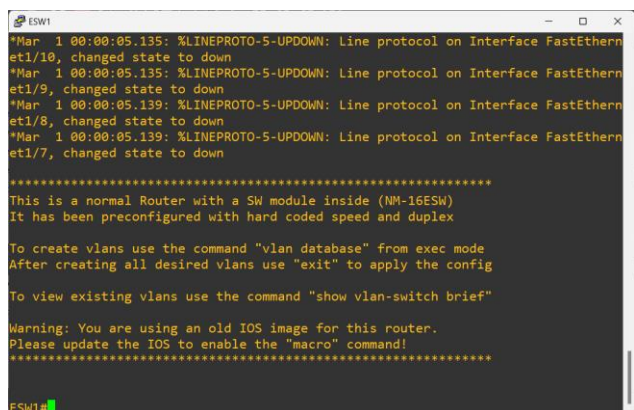 ESW1
*Mar  1 00:00:05.135: %LINEPROTO-5-UPDOWN: Line protocol on Interface FastEthern
et1/10, changed state to down
*Mar  1 00:00:05.135: %LINEPROTO-5-UPDOWN: Line protocol on Interface FastEthern
et1/9, changed state to down
*Mar  1 00:00:05.139: %LINEPROTO-5-UPDOWN: Line protocol on Interface FastEthern
et1/8, changed state to down
*Mar  1 00:00:05.139: %LINEPROTO-5-UPDOWN: Line protocol on Interface FastEthern
et1/7, changed state to down
***************************************************************
This is a normal Router with a SW module inside (NM-16ESW)
It has been preconfigured with hard coded speed and duplex
To create vlans use the command "vlan database" from exec mode
After creating all desired vlans use "exit" to apply the config
To view existing vlans use the command "show vlan-switch brief"
Warning: You are using an old IOS image for this router.
Please update the IOS to enable the "macro" command!
***************************************************************
ESW1#